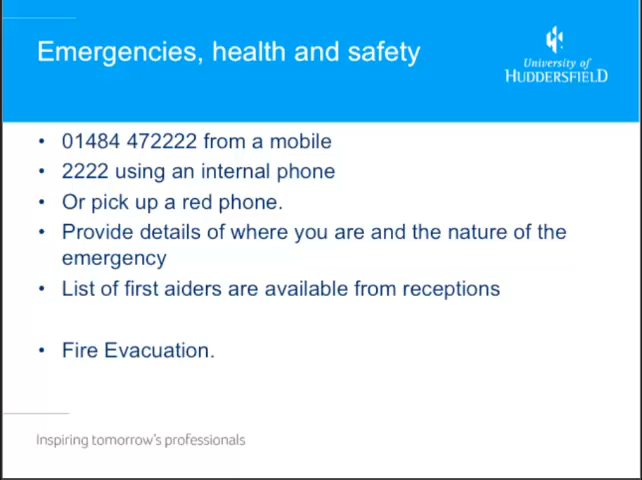 Emergencies, health and safety
University of
HUDDERSFIELD
• 01484 472222 from a mobile
• 2222 using an internal phone
• Or pick up a red phone.
• Provide details of where you are and the nature of the
emergency
• List of first aiders are available from receptions
• Fire Evacuation.
Inspiring tomorrow's professionals